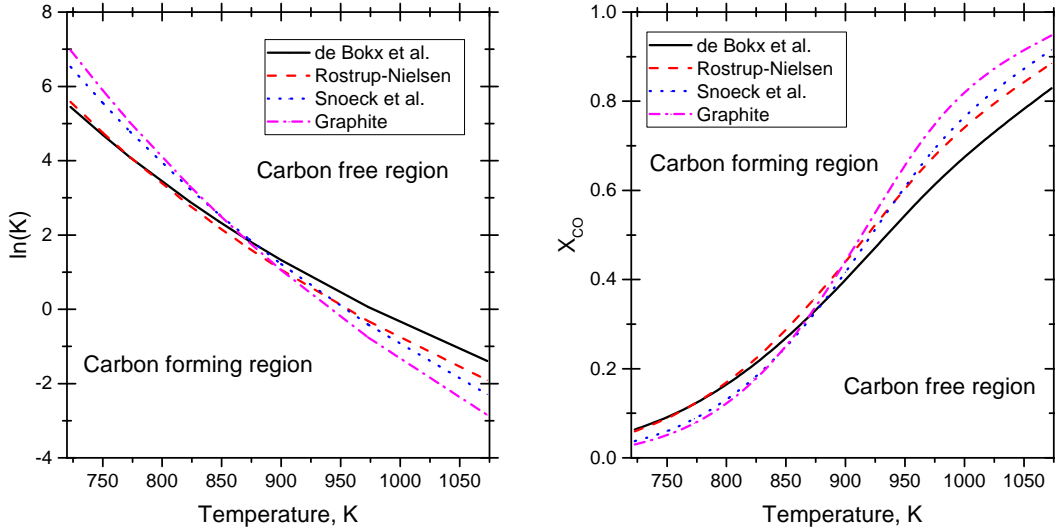 8
6
4
2
0
-2
-4
ln(K)
de Bokx et al.
Rostrup-Nielsen
Snoeck et al.
Graphite
Carbon free region
Carbon forming region
750 800 850 900 950 1000 1050
Temperature, K
1.0
0.8
0.6
0.4
0.2
0.0
X_CO
de Bokx et al.
Rostrup-Nielsen
Snoeck et al.
Graphite
Carbon forming region
Carbon free region
750 800 850 900 950 1000 1050
Temperature, K